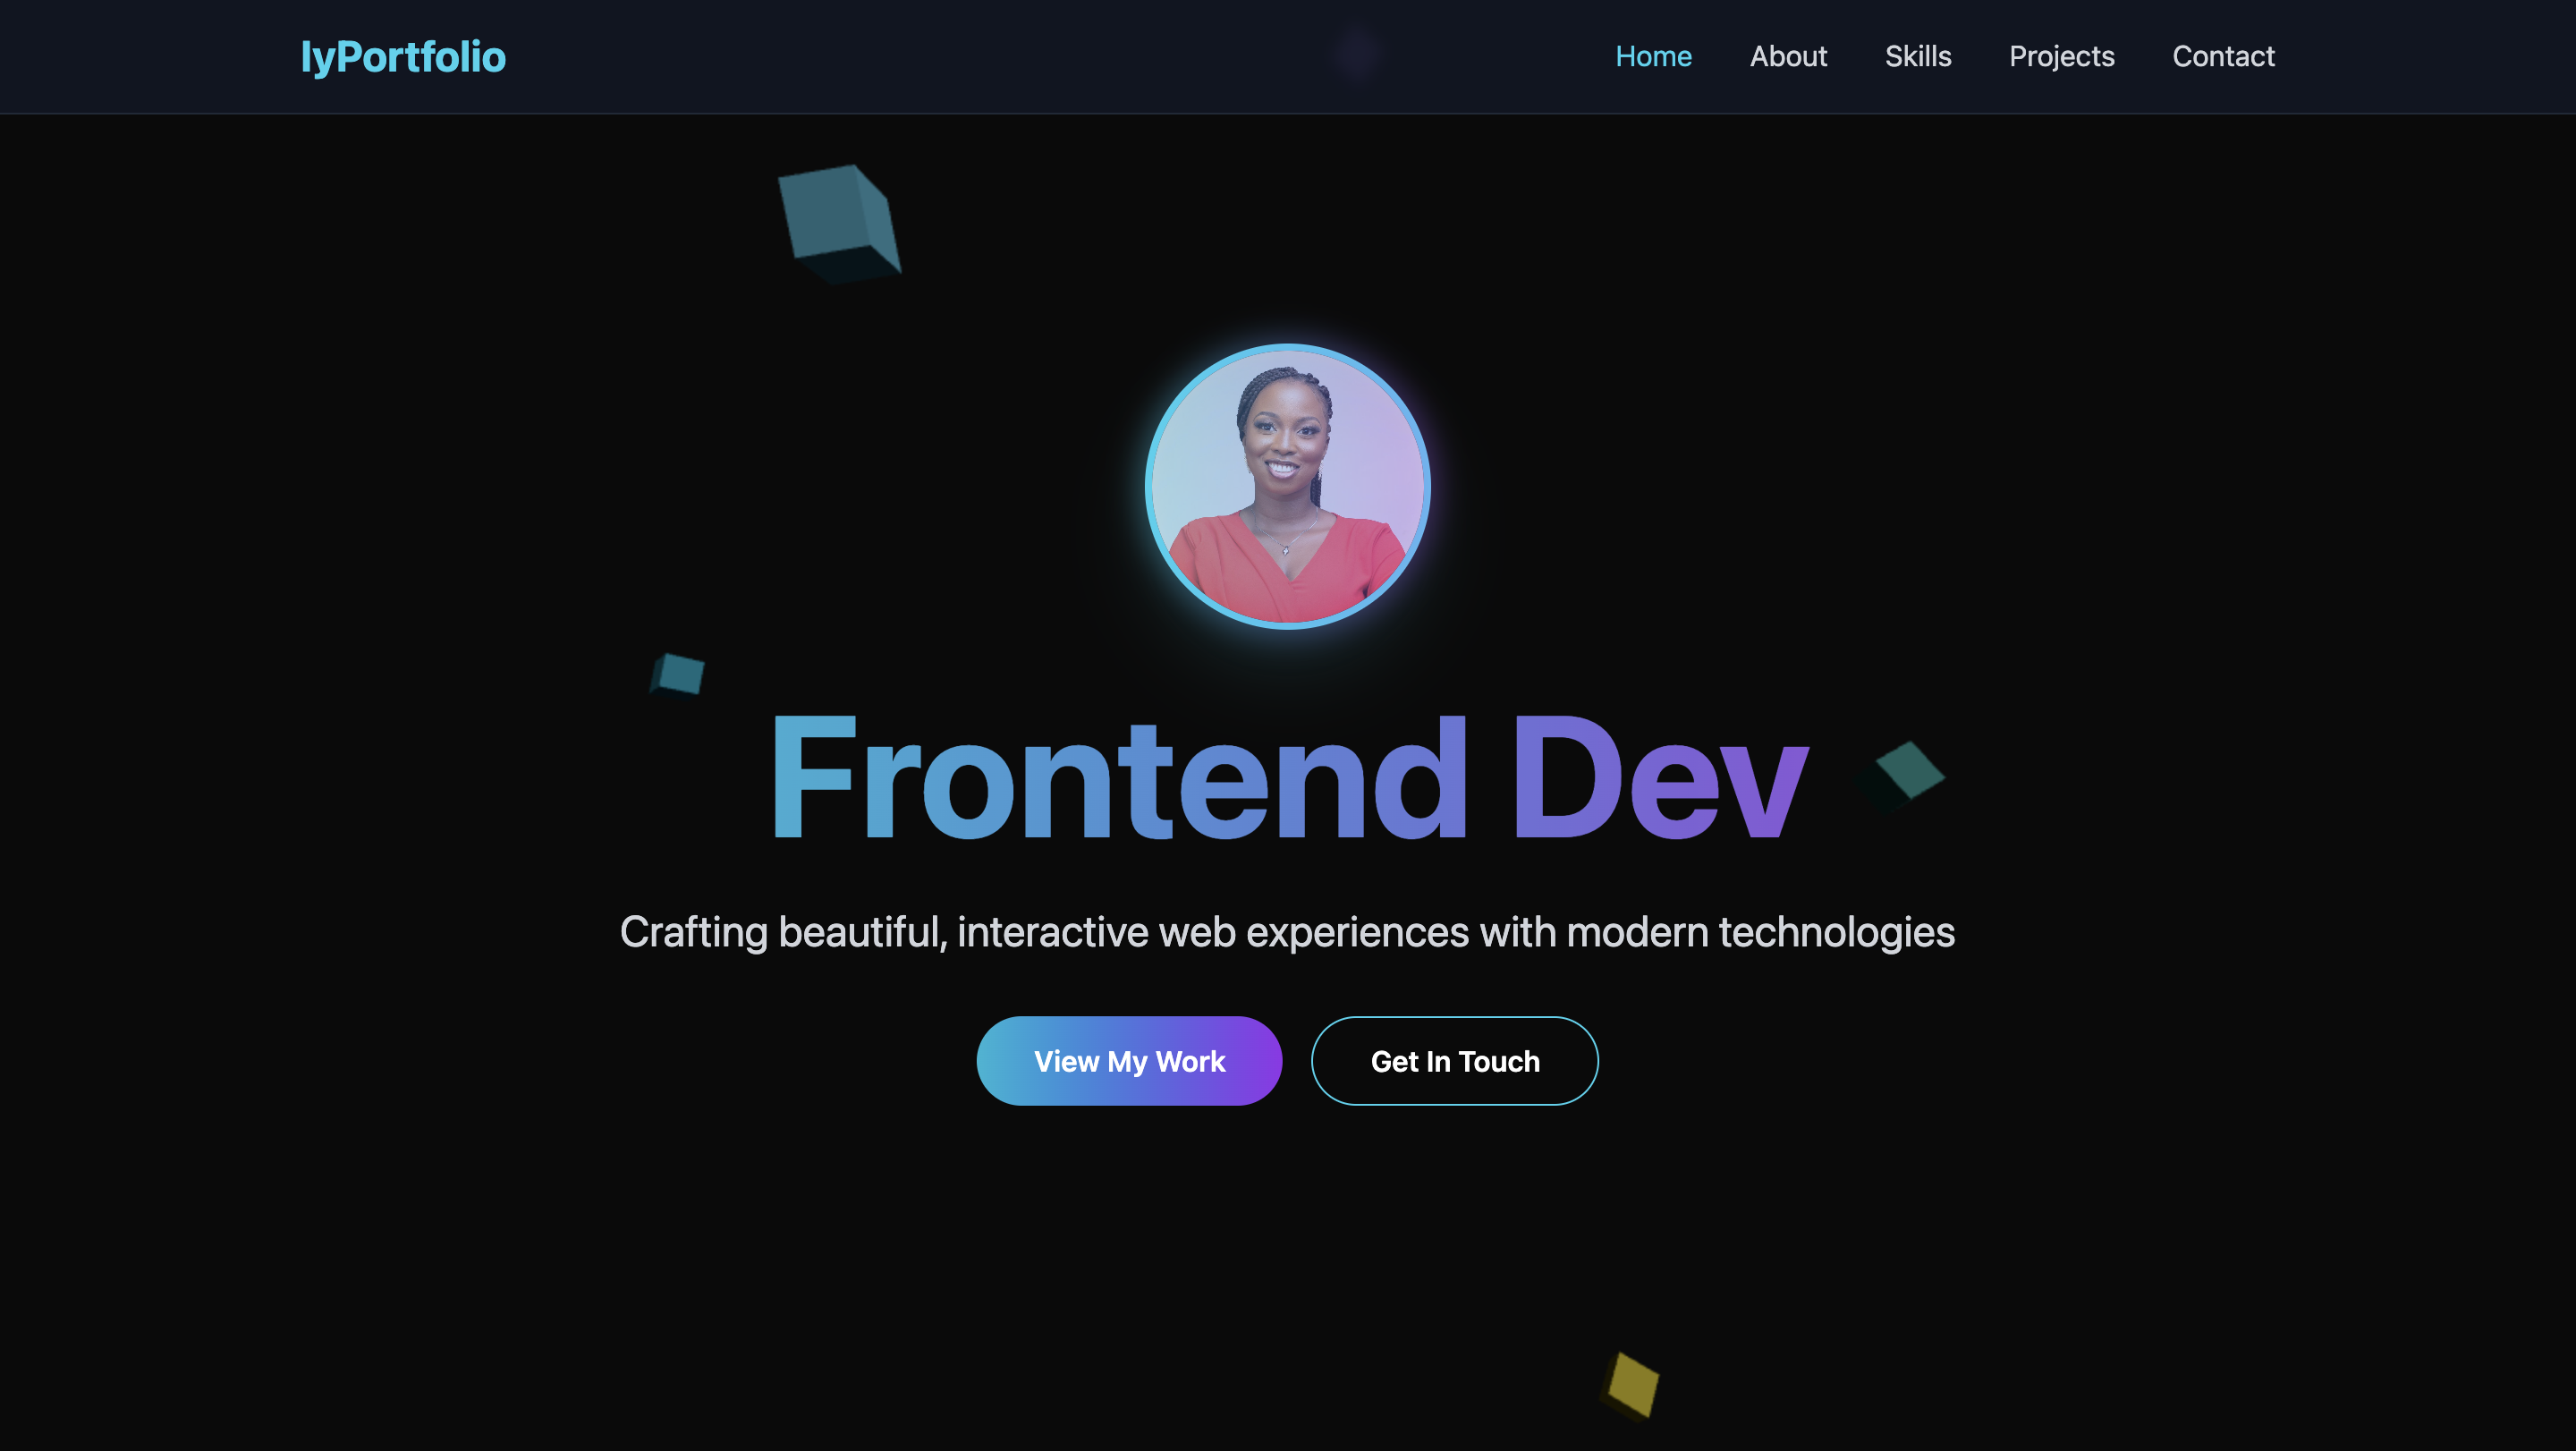 lyPortfolio
Home About Skills Projects Contact
Frontend Dev
Crafting beautiful, interactive web experiences with modern technologies
View My Work
Get In Touch